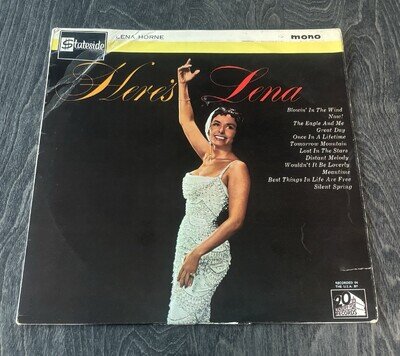 Stateside
LENA HORNE
mono
Here's Lena
Blowin' In The Wind
Now!
The Eagle And Me
Great Day
Once In A Lifetime
Tomorrow Mountain
Lost In The Stars
Distant Melody
Wouldn't It Be Loverly
Meantime
Best Things In Life Are Free
Silent Spring
RECORDED IN
THE U.S.A. BY
20